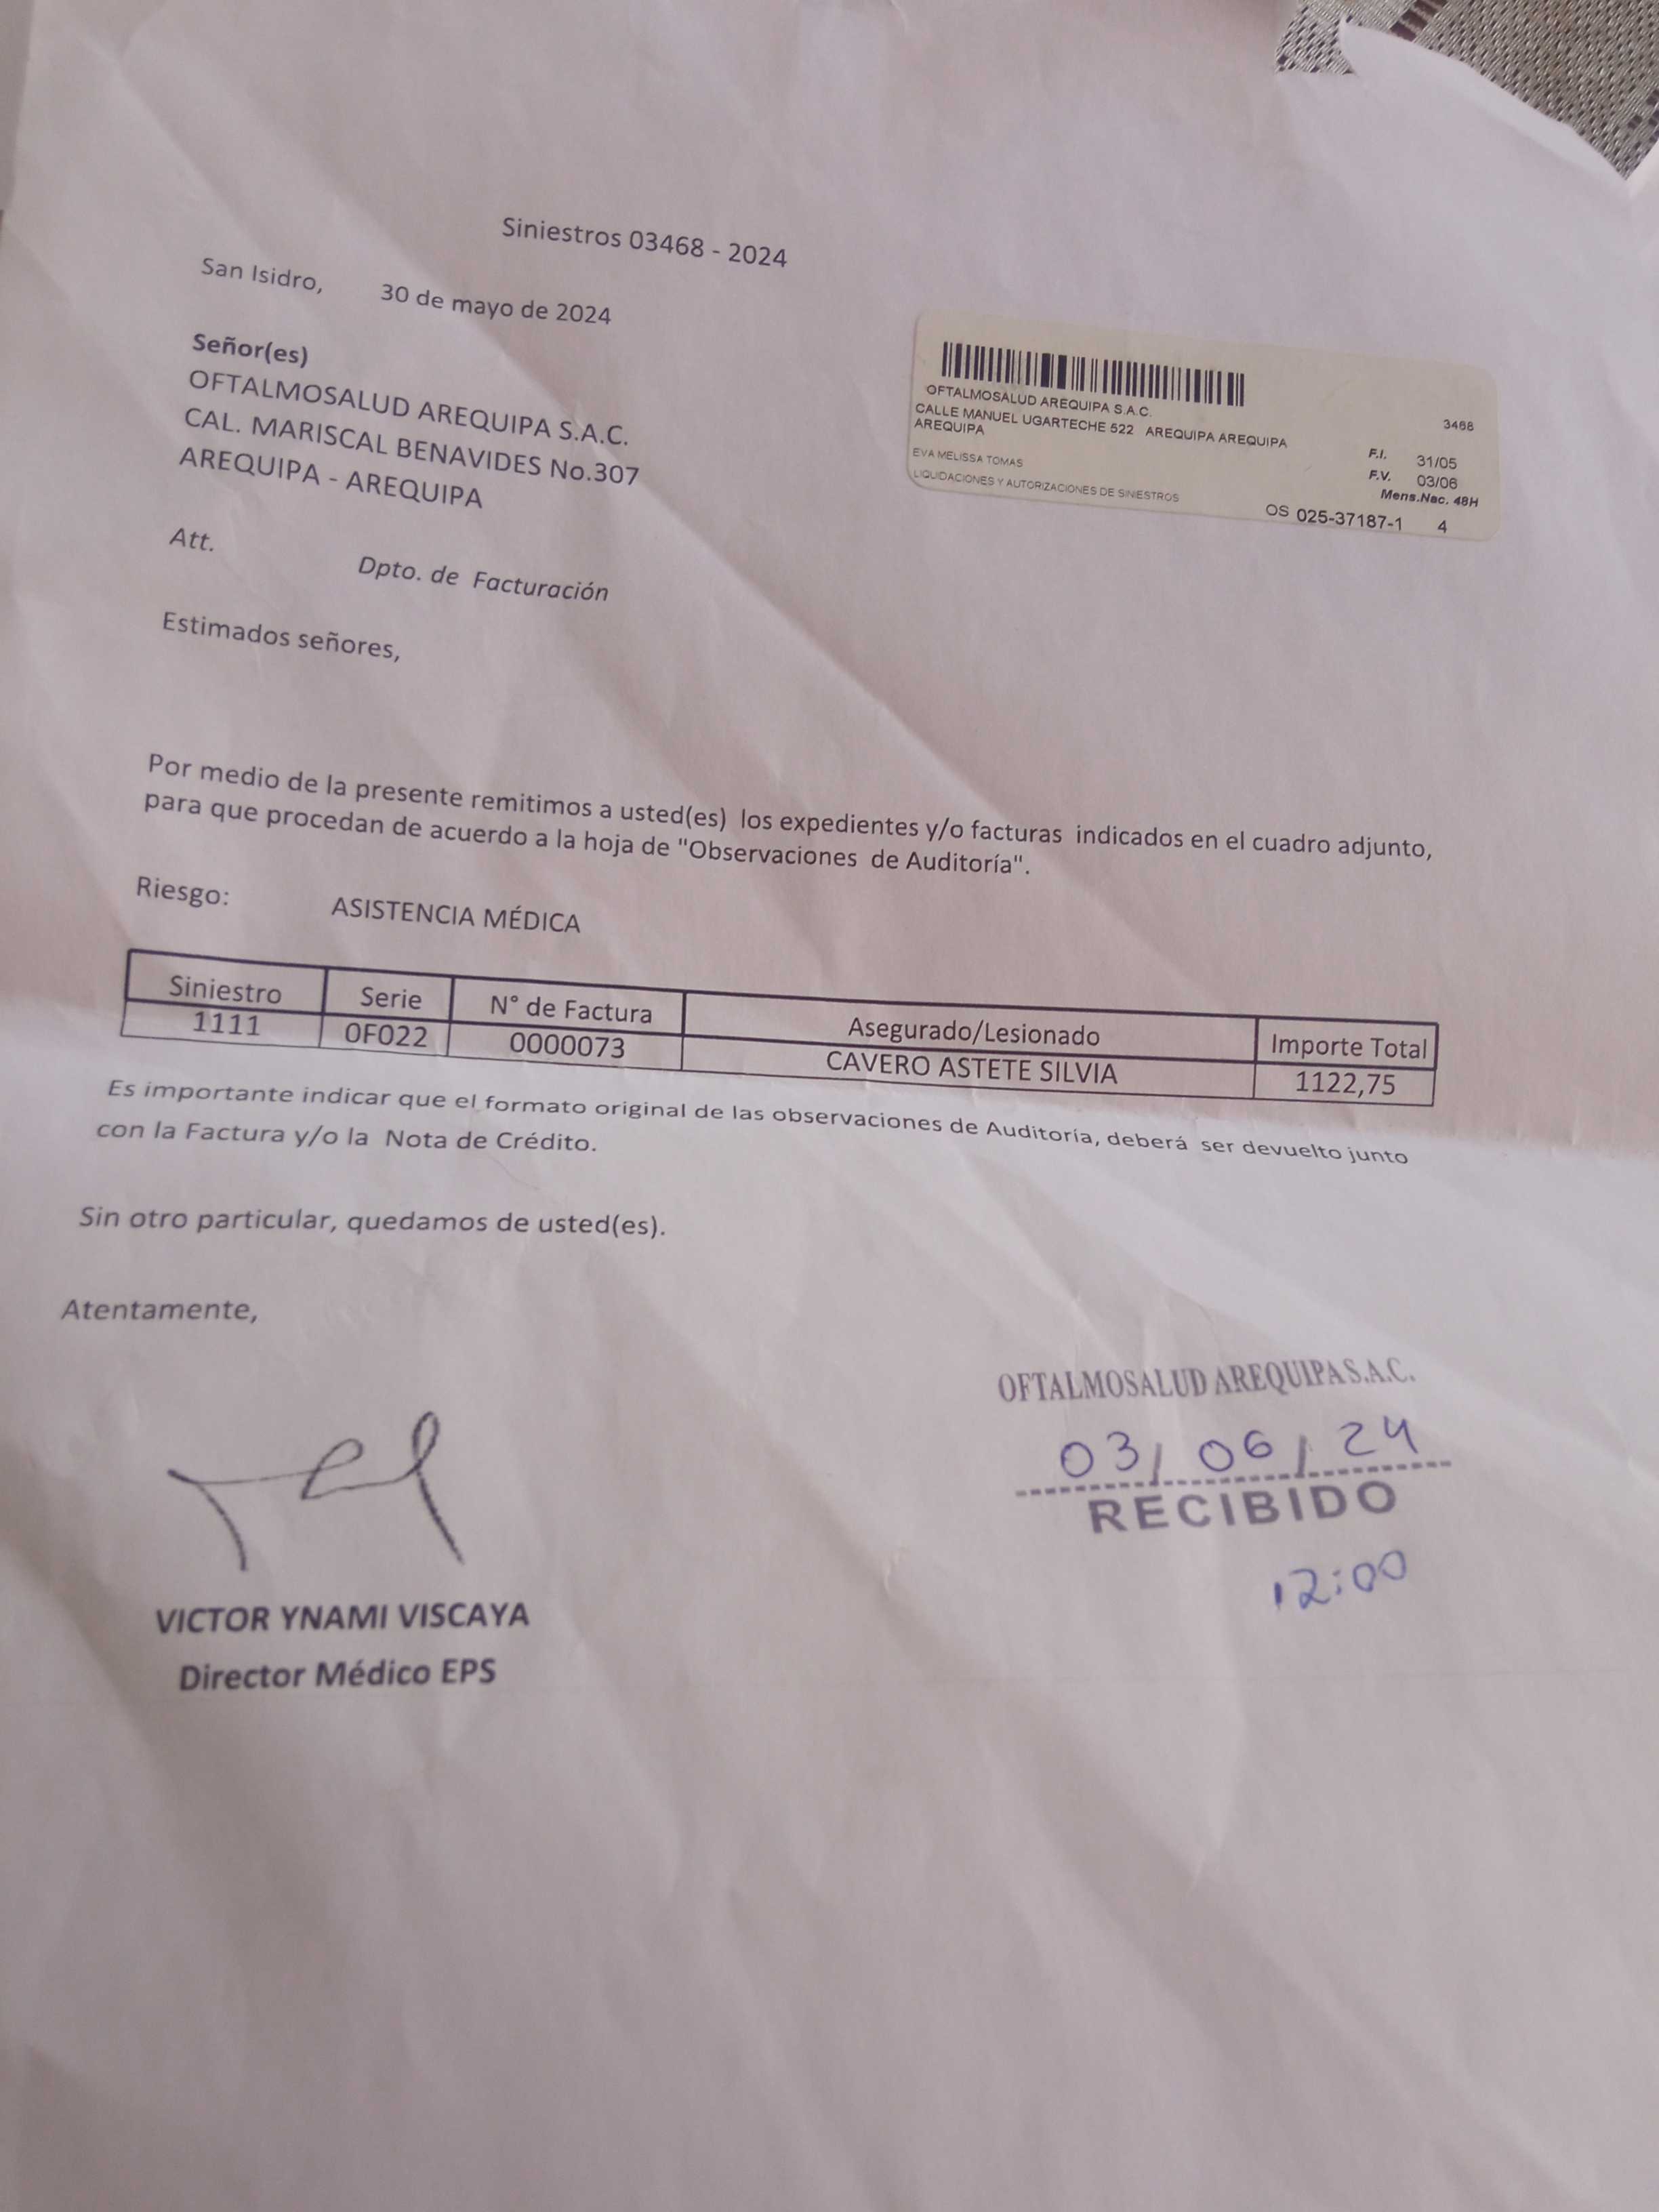 Siniestros 03468 - 2024
San Isidro, 30 de mayo de 2024
Señor(es)
OFTALMOSALUD AREQUIPA S.A.C.
CAL. MARISCAL BENAVIDES No.307
AREQUIPA - AREQUIPA
OFTALMOSALUD AREQUIPA S.A.C.
CALLE MANUEL UGARTECHE 522 AREQUIPA AREQUIPA
AREQUIPA
EVA MELISSA TOMAS
LIQUIDACIONES Y AUTORIZACIONES DE SINIESTROS
3468
F.I. 31/05
F.V. 03/06
Mens.Nac. 48H
OS 025-37187-1 4
Att. Dpto. de Facturación
Estimados señores,
Por medio de la presente remitimos a usted(es) los expedientes y/o facturas indicados en el cuadro adjunto,
para que procedan de acuerdo a la hoja de "Observaciones de Auditoría".
Riesgo: ASISTENCIA MÉDICA
Siniestro Serie N° de Factura Asegurado/Lesionado Importe Total
1111 0F022 0000073 CAVERO ASTETE SILVIA 1122,75
Es importante indicar que el formato original de las observaciones de Auditoría, deberá ser devuelto junto
con la Factura y/o la Nota de Crédito.
Sin otro particular, quedamos de usted(es).
Atentamente,
VICTOR YNAMI VISCAYA
Director Médico EPS
OFTALMOSALUD AREQUIPA S.A.C.
03/ 06 / 24
RECIBIDO
12:00